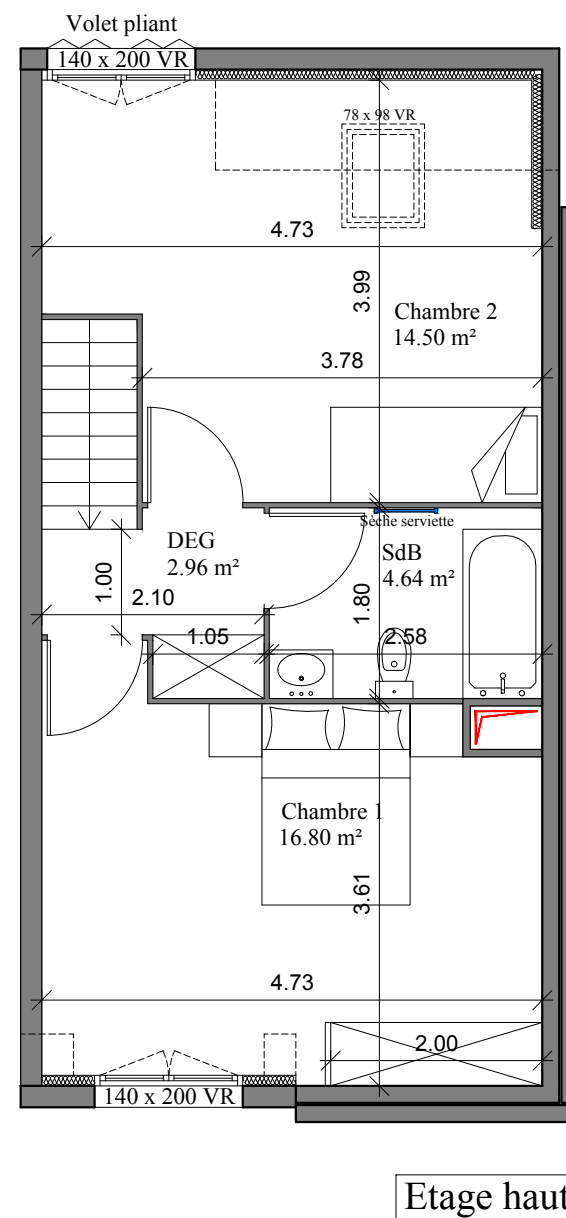 Volet pliant
140 x 200 VR
78 x 98 VR
4.73
3.99
Chambre 2
14.50 m²
3.78
Sèche serviette
DEG
2.96 m²
SdB
4.64 m²
1.00
2.10
1.80
1.05
2.58
Chambre 1
16.80 m²
3.61
4.73
2.00
140 x 200 VR
Etage haut